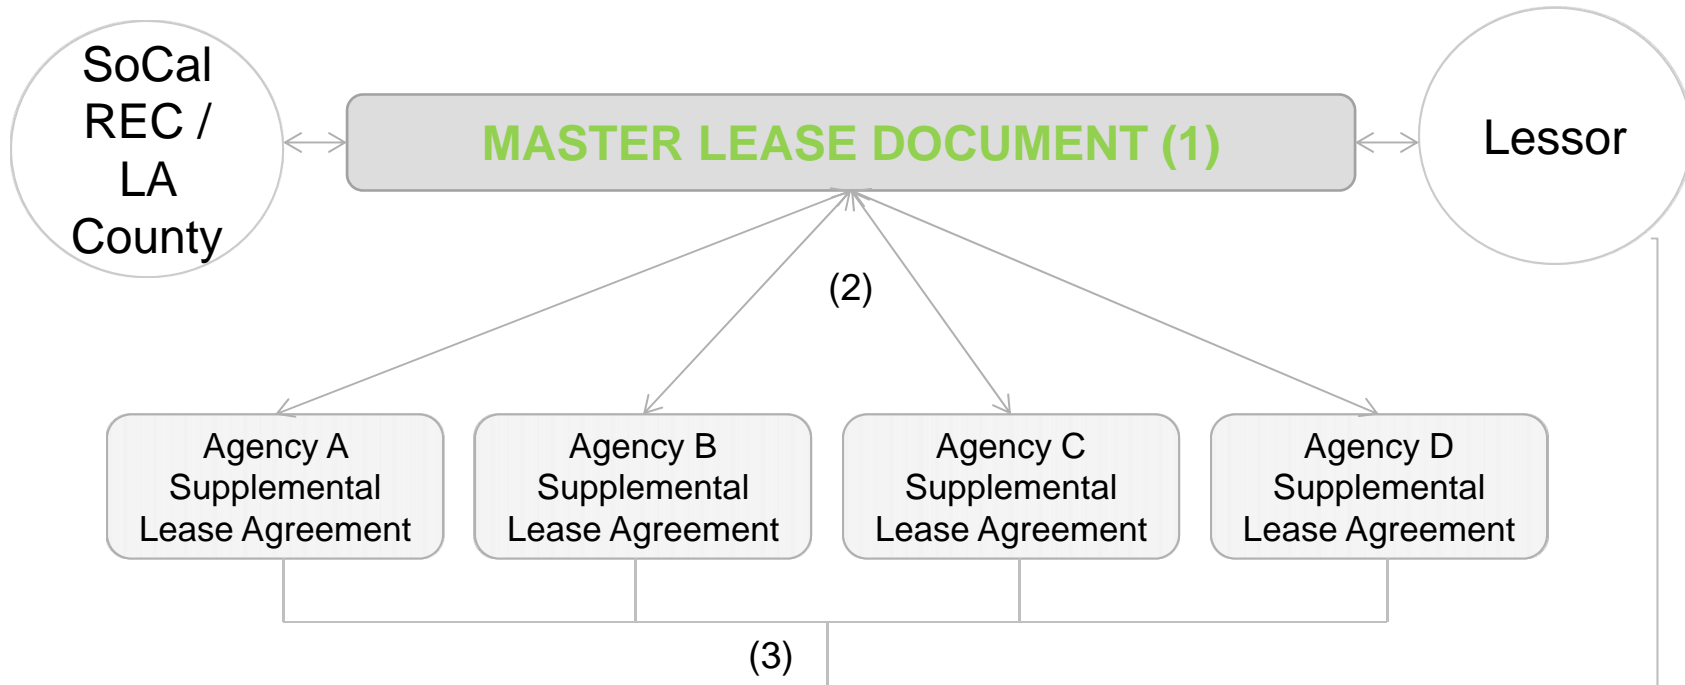 SoCal
REC /
LA
County
MASTER LEASE DOCUMENT (1)
Lessor
(2)
Agency A
Supplemental
Lease Agreement
Agency B
Supplemental
Lease Agreement
Agency C
Supplemental
Lease Agreement
Agency D
Supplemental
Lease Agreement
(3)